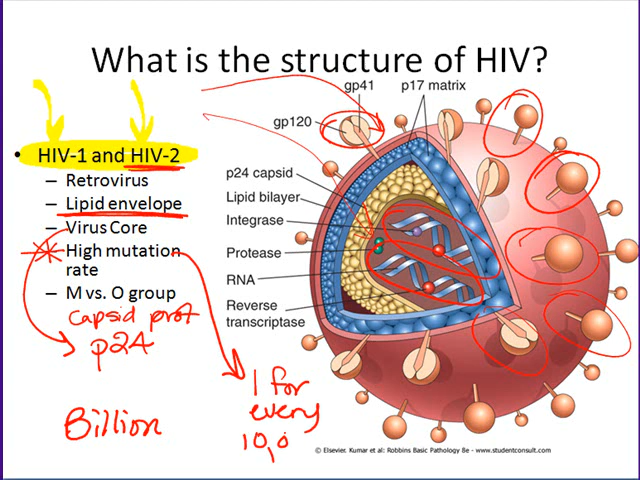 What is the structure of HIV?
• HIV-1 and HIV-2
– Retrovirus
– Lipid envelope
– Virus Core
– High mutation
rate
– M vs. O group
capsid prot
p24
Billion
1 for
every
10,0
gp41
p17 matrix
gp120
p24 capsid
Lipid bilayer
Integrase
Protease
RNA
Reverse
transcriptase
© Elsevier. Kumar et al: Robbins Basic Pathology 8e - www.studentconsult.com